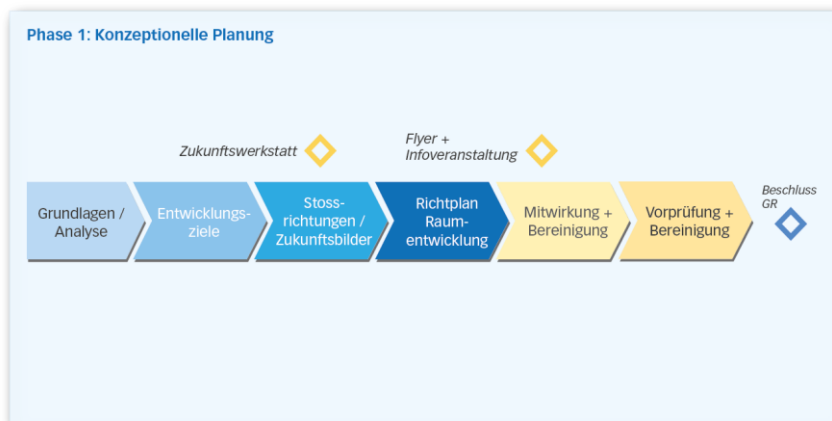 Phase 1: Konzeptionelle Planung
Zukunftswerkstatt
Flyer +
Infoveranstaltung
Grundlagen /
Analyse
Entwicklungs-
ziele
Stoss-
richtungen /
Zukunftsbilder
Richtplan
Raum-
entwicklung
Mitwirkung +
Bereinigung
Vorprüfung +
Bereinigung
Beschluss
GR